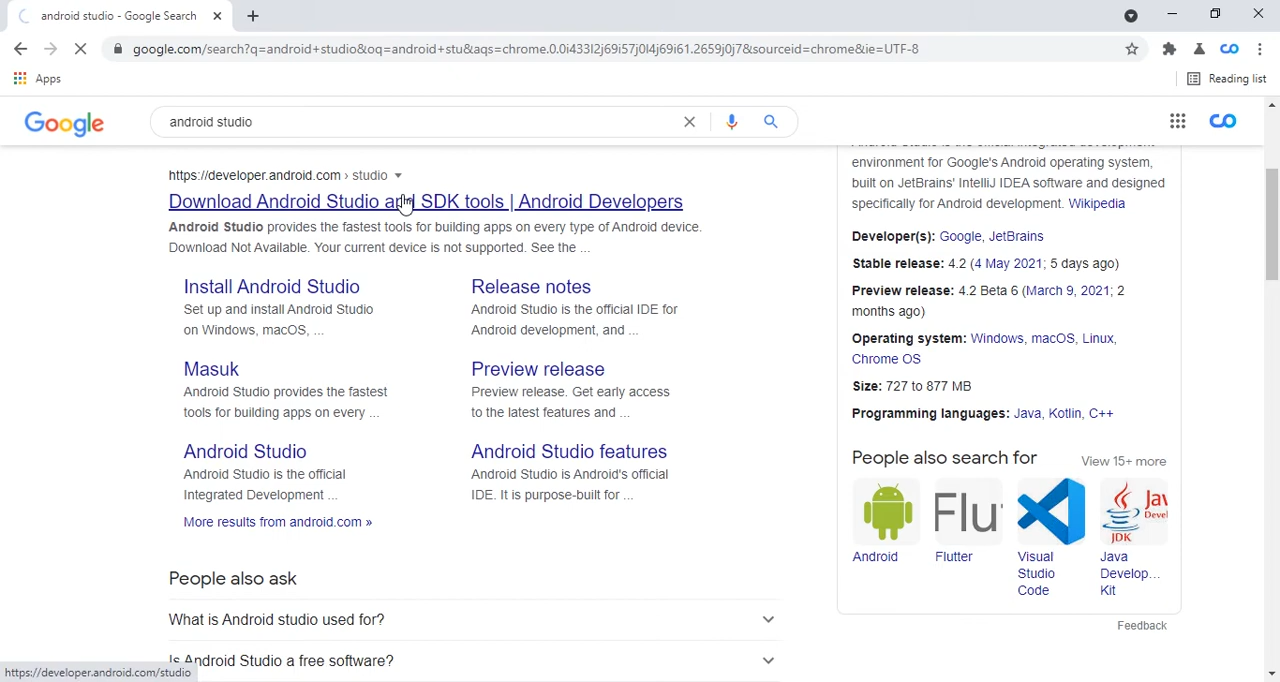 android studio - Google Search
google.com/search?q=android+studio&oq=android+stu&aqs=chrome.0.0i433l2j69i57j0l4j69i61.2659j0j7&sourceid=chrome&ie=UTF-8
Apps
Reading list
Google
android studio
https://developer.android.com › studio
Download Android Studio and SDK tools | Android Developers
Android Studio provides the fastest tools for building apps on every type of Android device.
Download Not Available. Your current device is not supported. See the ...
Install Android Studio
Set up and install Android Studio
on Windows, macOS, ...
Release notes
Android Studio is the official IDE for
Android development, and ...
Masuk
Android Studio provides the fastest
tools for building apps on every ...
Preview release
Preview release. Get early access
to the latest features and ...
Android Studio
Android Studio is the official
Integrated Development ...
Android Studio features
Android Studio is Android's official
IDE. It is purpose-built for ...
More results from android.com »
People also ask
What is Android studio used for?
Is Android Studio a free software?
Android Studio is the official integrated development
environment for Google's Android operating system,
built on JetBrains' IntelliJ IDEA software and designed
specifically for Android development. Wikipedia
Developer(s): Google, JetBrains
Stable release: 4.2 (4 May 2021; 5 days ago)
Preview release: 4.2 Beta 6 (March 9, 2021; 2
months ago)
Operating system: Windows, macOS, Linux,
Chrome OS
Size: 727 to 877 MB
Programming languages: Java, Kotlin, C++
People also search for
View 15+ more
Flu
Jav
Devel
JDK
Android
Flutter
Visual
Studio
Code
Java
Develop...
Kit
Feedback
https://developer.android.com/studio